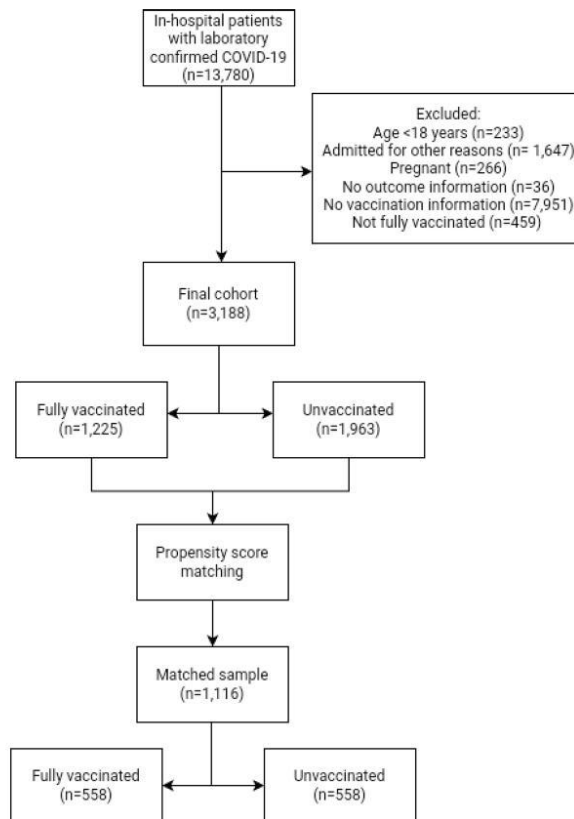 In-hospital patients
with laboratory
confirmed COVID-19
(n=13,780)
Excluded:
Age <18 years (n=233)
Admitted for other reasons (n= 1,647)
Pregnant (n=266)
No outcome information (n=36)
No vaccination information (n=7,951)
Not fully vaccinated (n=459)
Final cohort
(n=3,188)
Fully vaccinated
(n=1,225)
Unvaccinated
(n=1,963)
Propensity score
matching
Matched sample
(n=1,116)
Fully vaccinated
(n=558)
Unvaccinated
(n=558)